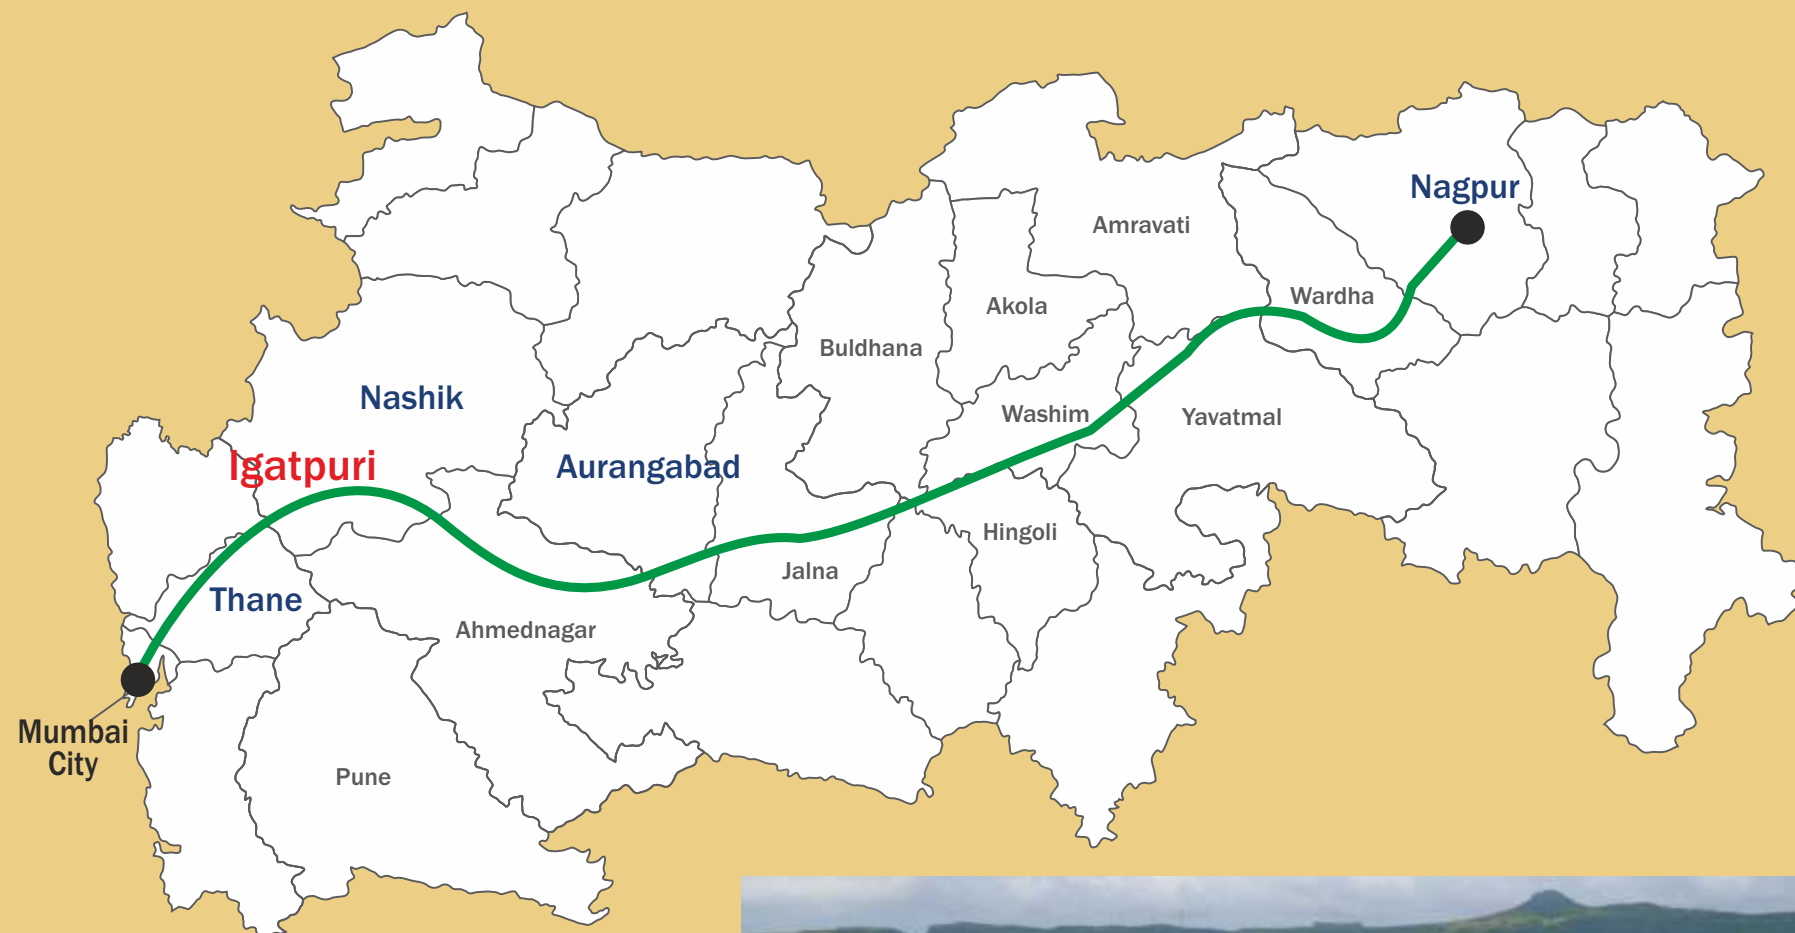 Nagpur
Amravati
Wardha
Akola
Buldhana
Nashik
Washim
Yavatmal
Igatpuri
Aurangabad
Hingoli
Jalna
Thane
Ahmednagar
Mumbai
City
Pune